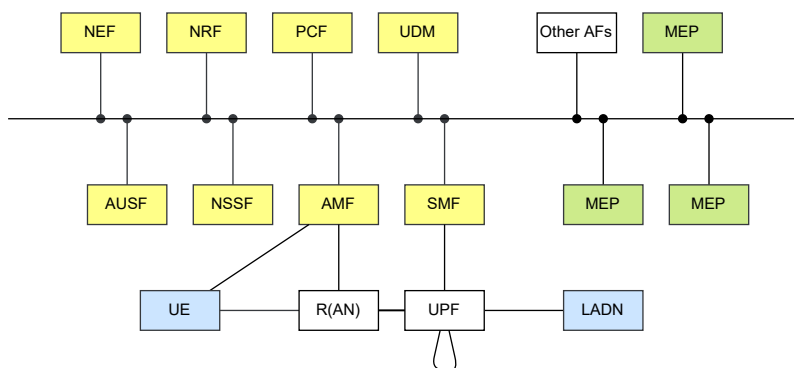 NEF
NRF
PCF
UDM
Other AFs
MEP
AUSF
NSSF
AMF
SMF
MEP
MEP
UE
R(AN)
UPF
LADN